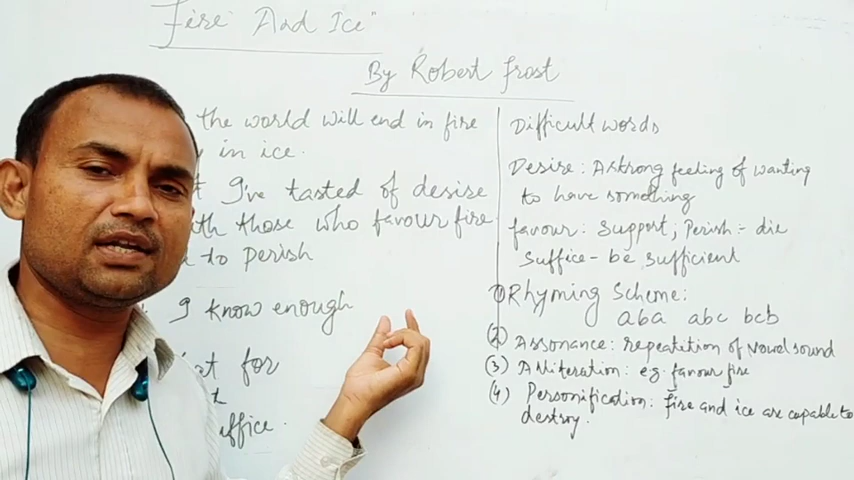 "Fire And Ice"
By Robert Frost
the world will end in fire
in ice.
I've tasted of desire
those who favour fire
to perish
I know enough
for
suffice.
Difficult words
Desire: A strong feeling of wanting
to have something
favour: Support; Perish:- die
Suffice- be sufficient
(1) Rhyming Scheme:
aba abc bcb
(2) Assonance: repeatition of vowel sound
(3) Alliteration: eg. favour fire
(4) Personification: fire and ice are capable to
destroy.